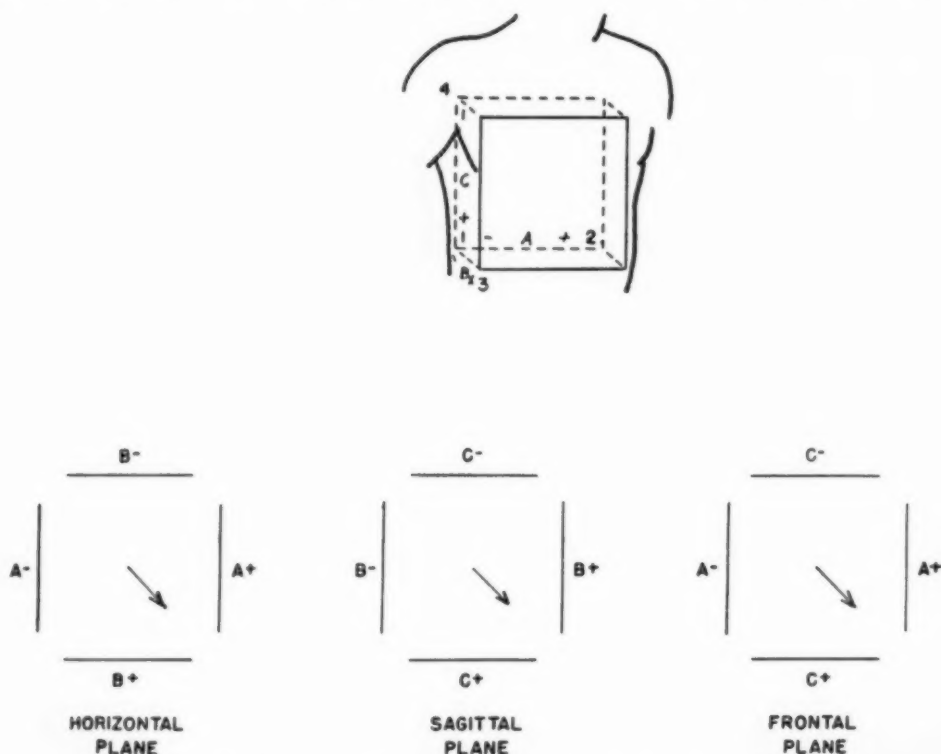 4
C
+
- A + 2
B 3
B- C- C-
A- A+ B- B+ A- A+
B+ C+ C+
HORIZONTAL SAGITTAL FRONTAL
PLANE PLANE PLANE